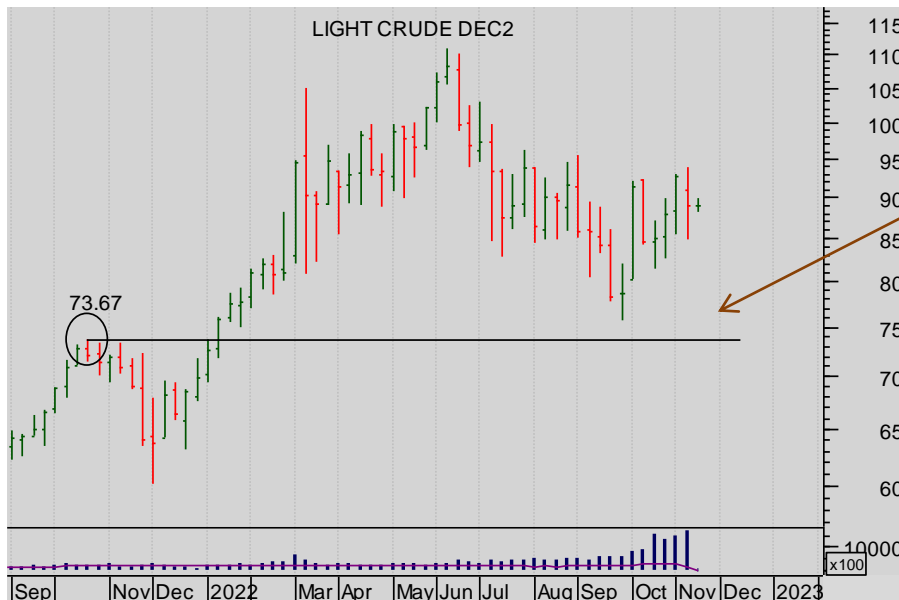 LIGHT CRUDE DEC2
115
110
105
100
95
90
85
80
75
70
65
60
73.67
10000
x100
Sep
Nov
Dec
2022
Mar
Apr
May
Jun
Jul
Aug
Sep
Oct
Nov
Dec
2023